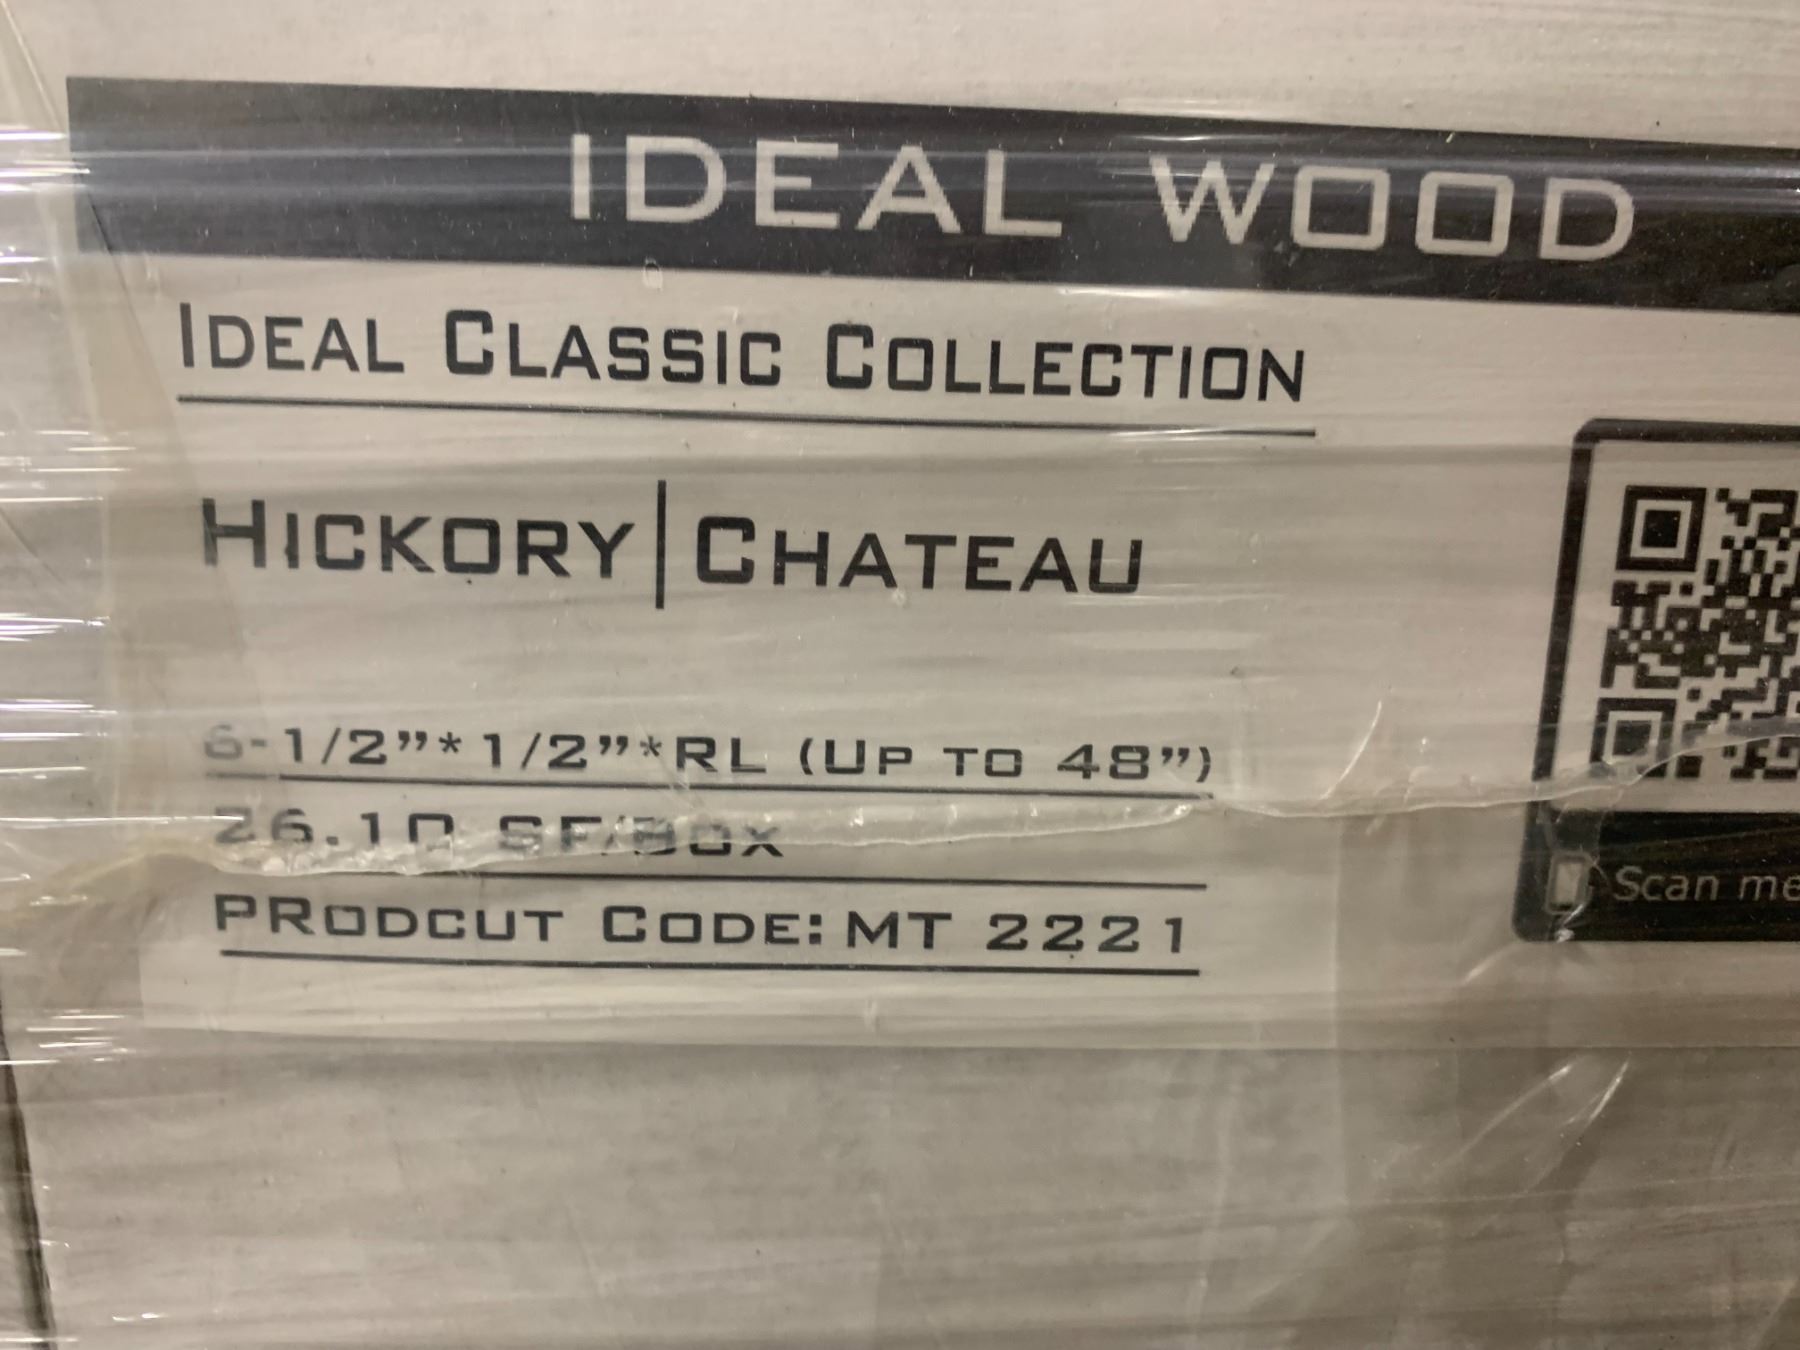 IDEAL WOOD
IDEAL CLASSIC COLLECTION
HICKORY|CHATEAU
6-1/2”*1/2”*RL (UP TO 48”)
26.10 SF/BOX
PRODCUT CODE: MT 2221
Scan me